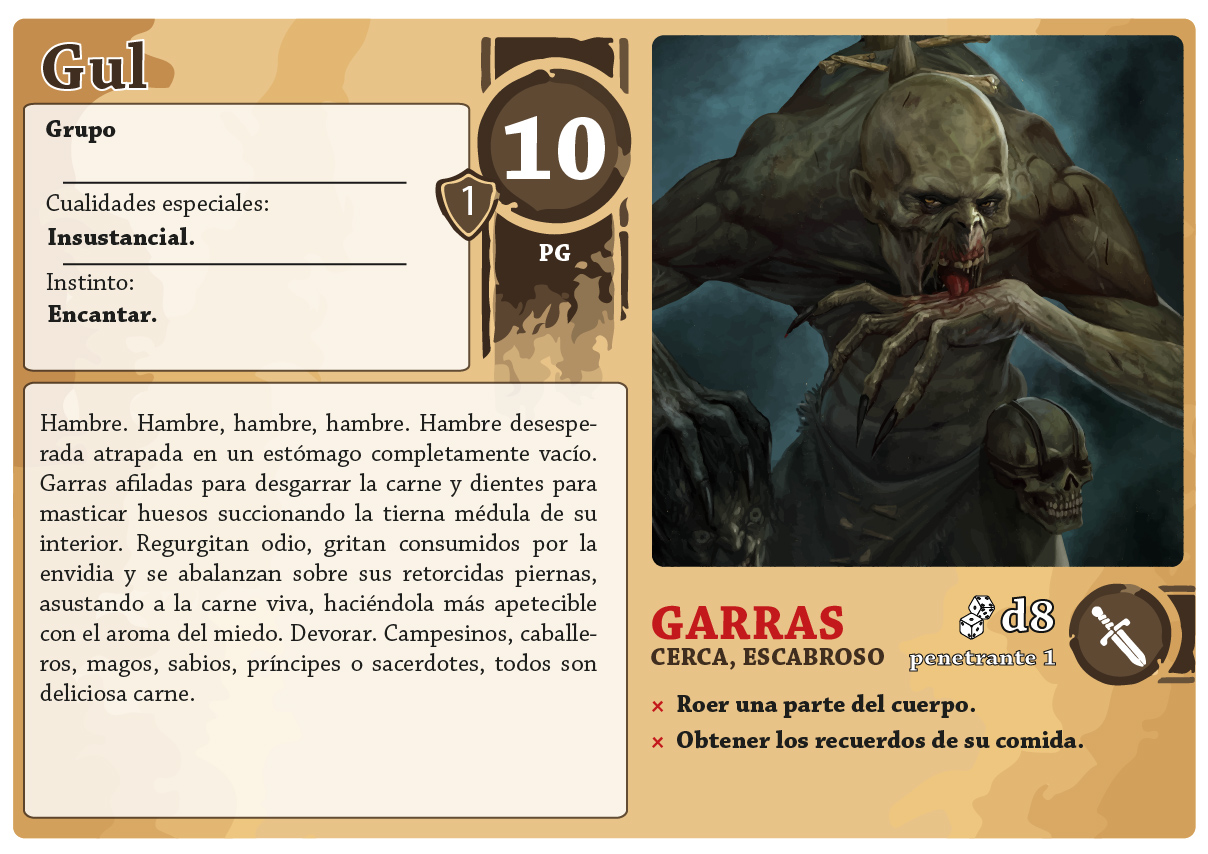 Gul
Grupo
Cualidades especiales:
Insustancial.
Instinto:
Encantar.
1
10
PG
Hambre. Hambre, hambre, hambre. Hambre desespe-
rada atrapada en un estómago completamente vacío.
Garras afiladas para desgarrar la carne y dientes para
masticar huesos succionando la tierna médula de su
interior. Regurgitan odio, gritan consumidos por la
envidia y se abalanzan sobre sus retorcidas piernas,
asustando a la carne viva, haciéndola más apetecible
con el aroma del miedo. Devorar. Campesinos, caballe-
ros, magos, sabios, príncipes o sacerdotes, todos son
deliciosa carne.
GARRAS
d8
CERCA, ESCABROSO
penetrante 1
× Roer una parte del cuerpo.
× Obtener los recuerdos de su comida.